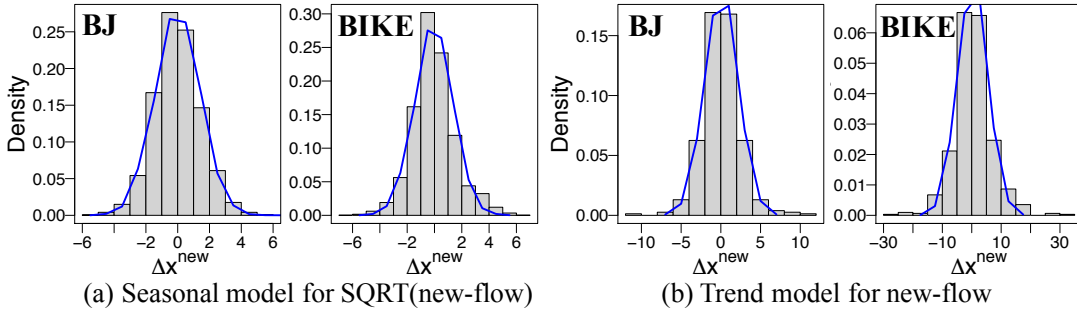 BJ
BIKE
BJ
BIKE
Density
0.25
0.20
0.15
0.10
0.05
0.00
0.30
0.25
0.20
0.15
0.10
0.05
0.00
Density
0.15
0.10
0.05
0.00
0.06
0.05
0.04
0.03
0.02
0.01
0.00
-6 -2 0 2 4 6
-6 -2 0 2 4 6
-10 -5 0 5 10
-30 -10 10 30
Δx^new
Δx^new
Δx^new
Δx^new
(a) Seasonal model for SQRT(new-flow)
(b) Trend model for new-flow